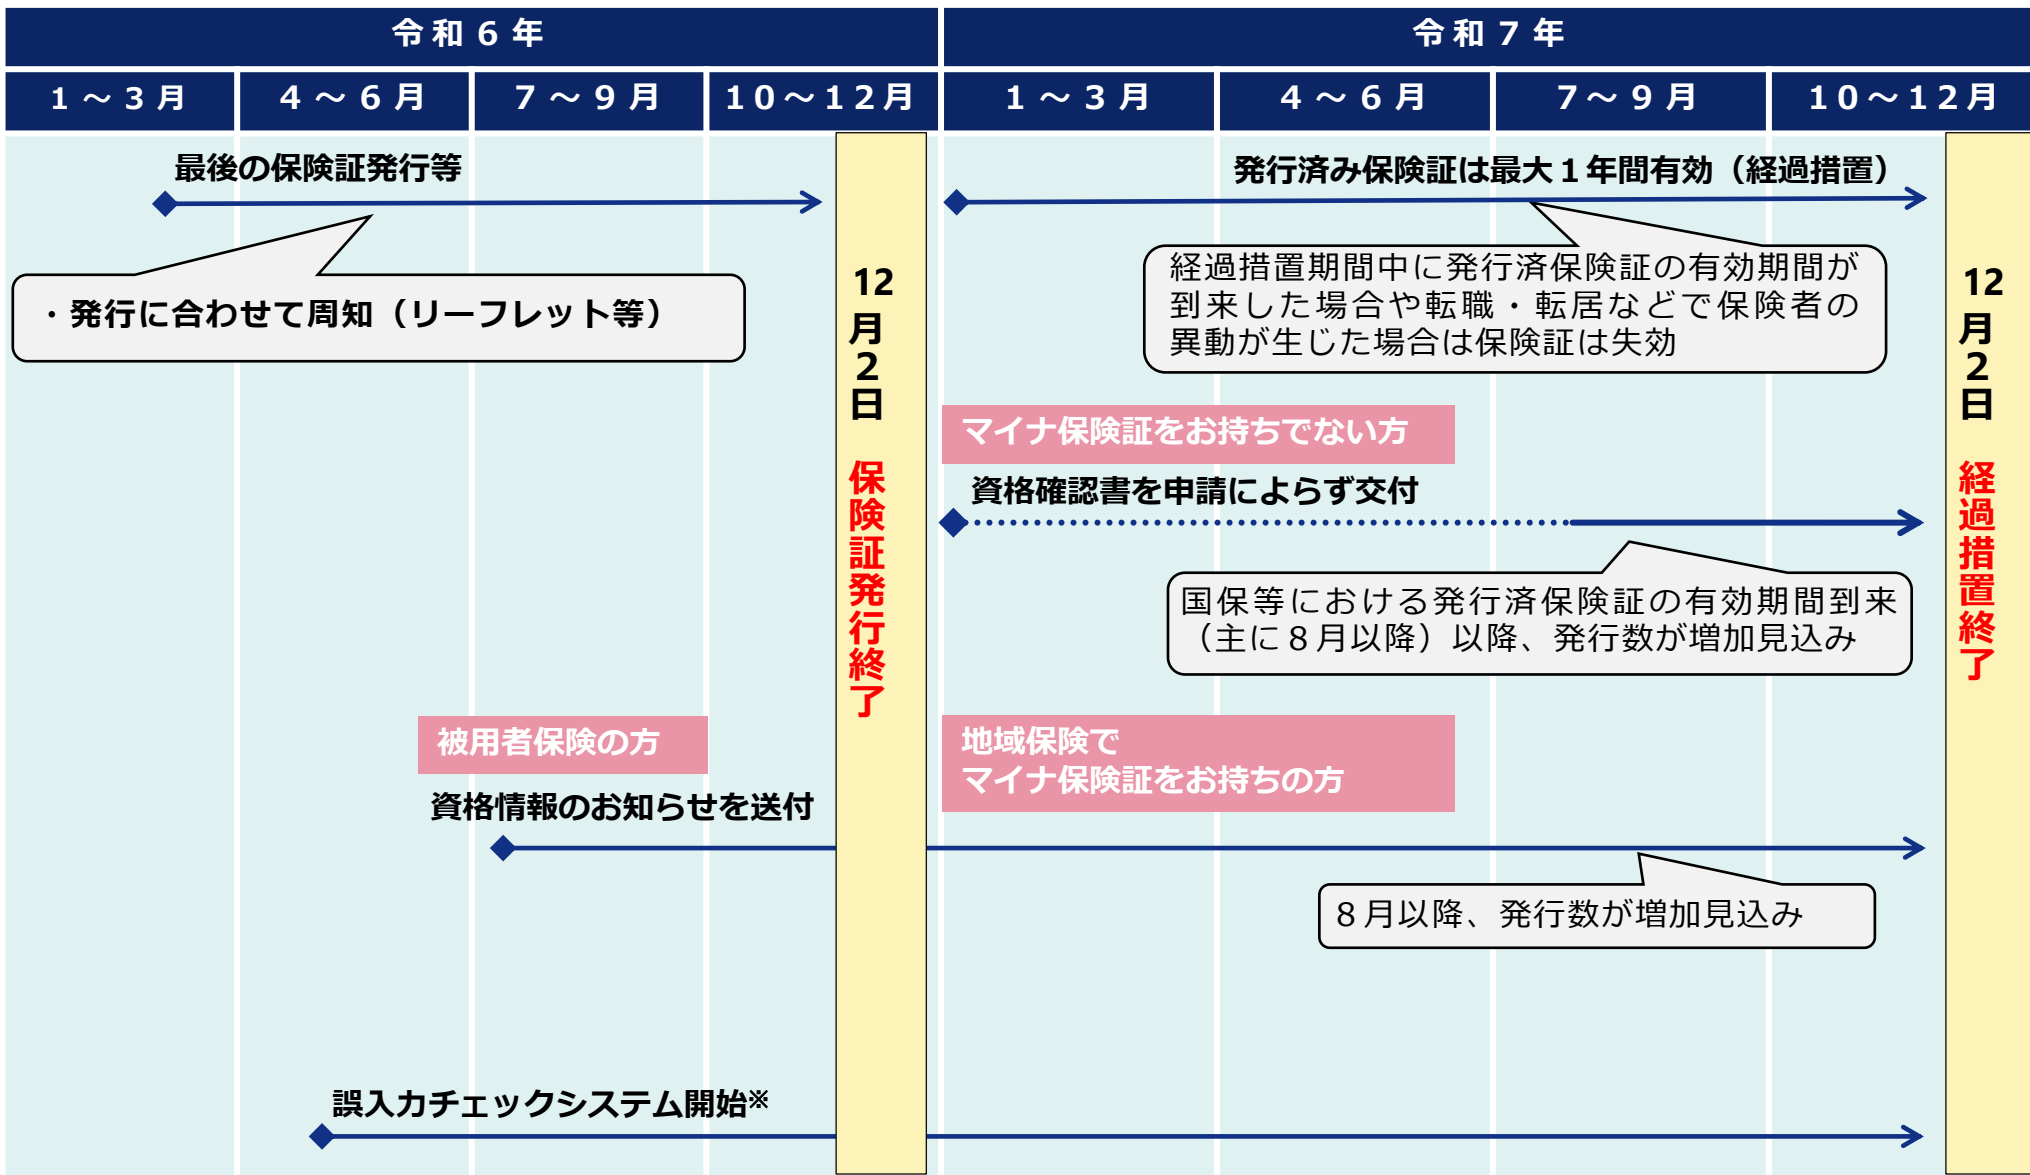 令和６年
令和７年
１～３月
４～６月
７～９月
１０～１２月
１～３月
４～６月
７～９月
１０～１２月
最後の保険証発行等
・発行に合わせて周知（リーフレット等）
12月2日　保険証発行終了
発行済み保険証は最大１年間有効（経過措置）
経過措置期間中に発行済保険証の有効期間が
到来した場合や転職・転居などで保険者の
異動が生じた場合は保険証は失効
マイナ保険証をお持ちでない方
資格確認書を申請によらず交付
国保等における発行済保険証の有効期間到来
（主に８月以降）以降、発行数が増加見込み
12月2日　経過措置終了
被用者保険の方
資格情報のお知らせを送付
地域保険で
マイナ保険証をお持ちの方
８月以降、発行数が増加見込み
誤入力チェックシステム開始※